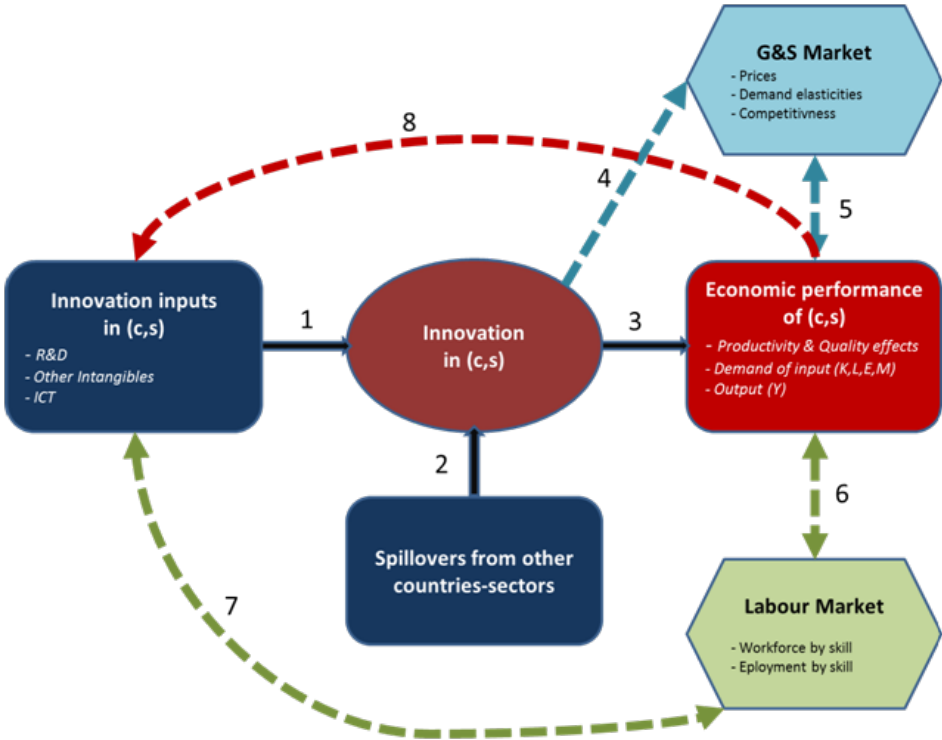 G&S Market
- Prices
- Demand elasticities
- Competitivness
8
4
5
Innovation inputs
in (c,s)
- R&D
- Other Intangibles
- ICT
1
Innovation
in (c,s)
3
Economic performance
of (c,s)
- Productivity & Quality effects
- Demand of input (K,L,E,M)
- Output (Y)
2
6
Spillovers from other
countries-sectors
7
Labour Market
- Workforce by skill
- Eployment by skill